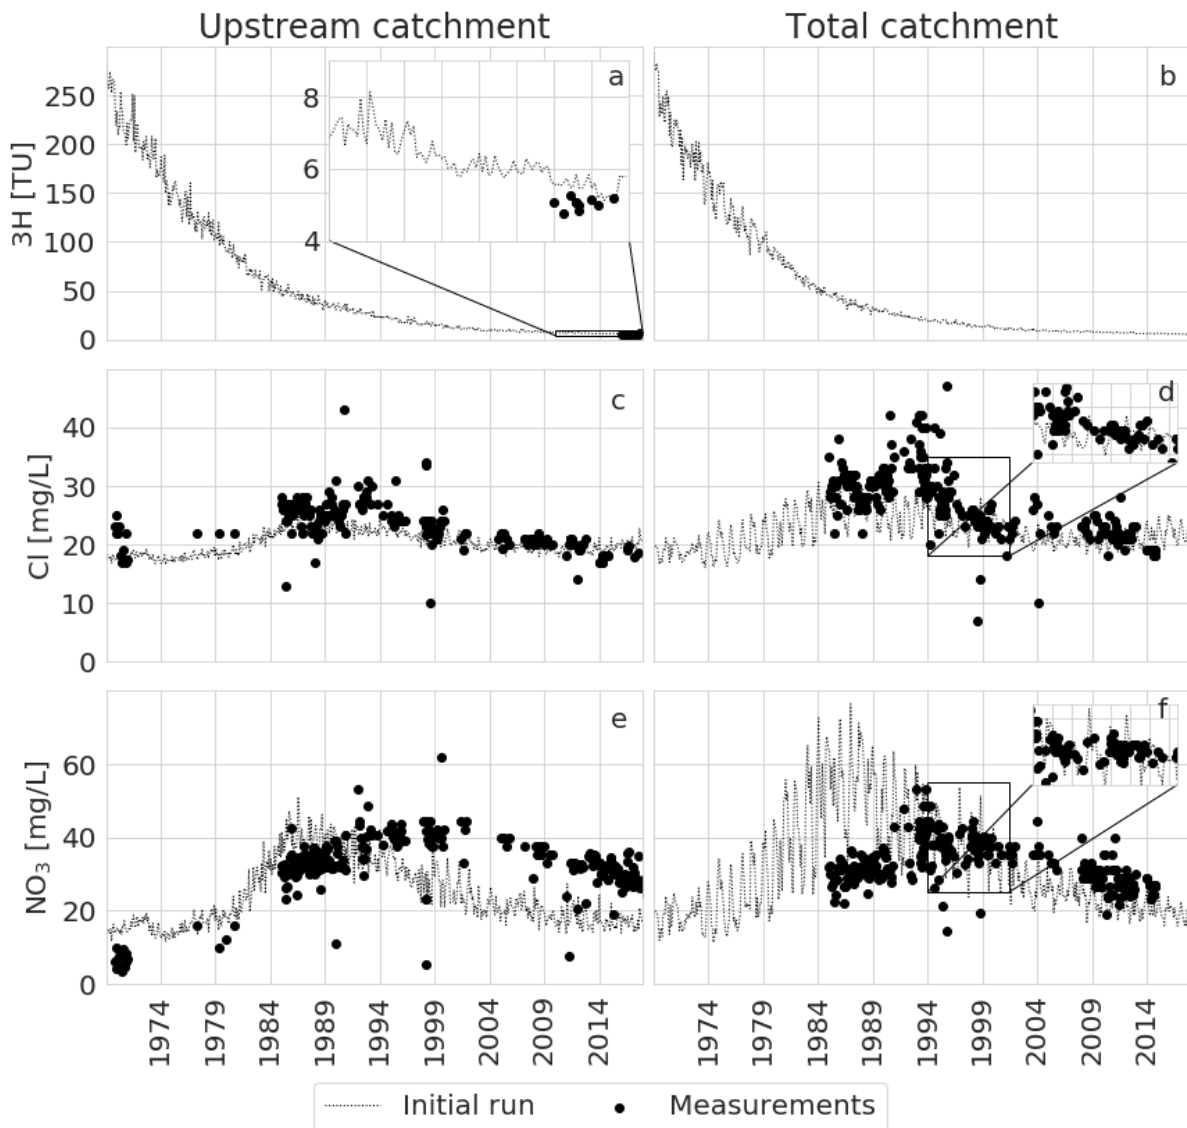 Upstream catchment
Total catchment
3H [TU]
250
200
150
100
50
0
a
8
6
4
b
Cl [mg/L]
40
30
20
10
0
c
d
NO₃ [mg/L]
60
40
20
0
e
f
1974
1979
1984
1989
1994
1999
2004
2009
2014
1974
1979
1984
1989
1994
1999
2004
2009
2014
Initial run
Measurements